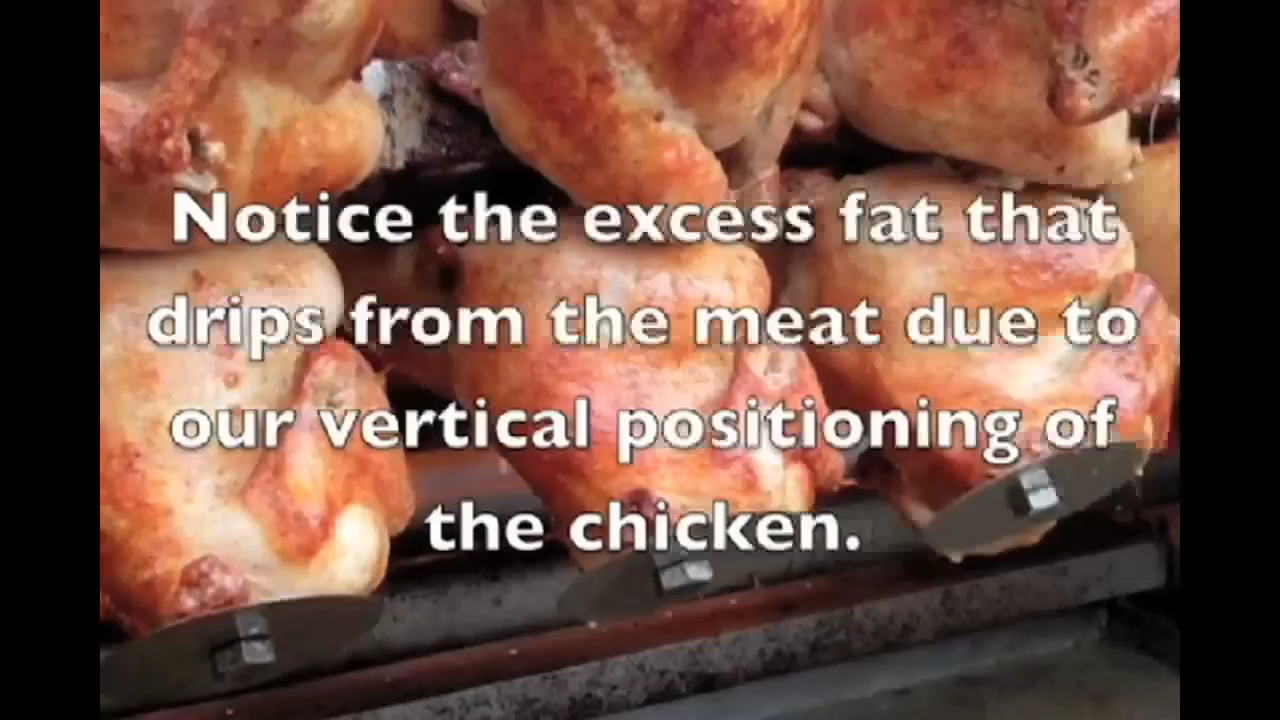 Notice the excess fat that
drips from the meat due to
our vertical positioning of
the chicken.